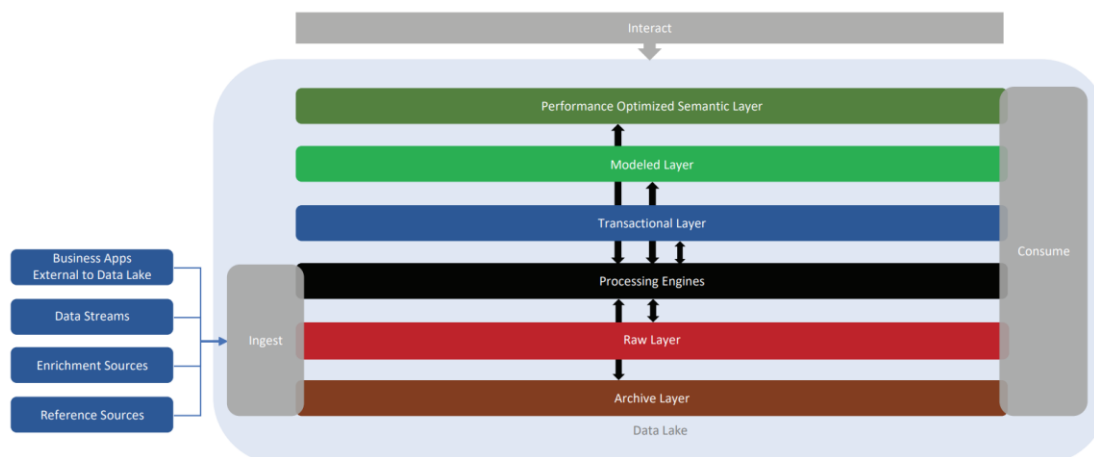 Interact
Performance Optimized Semantic Layer
Modeled Layer
Transactional Layer
Business Apps
External to Data Lake
Consume
Processing Engines
Data Streams
Ingest
Raw Layer
Enrichment Sources
Archive Layer
Reference Sources
Data Lake